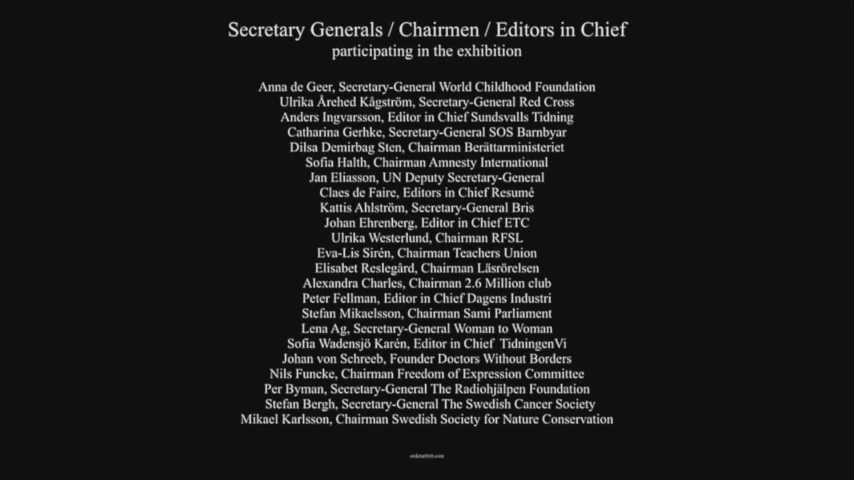 Secretary Generals / Chairmen / Editors in Chief
participating in the exhibition
Anna de Geer, Secretary-General World Childhood Foundation
Ulrika Årehed Kågström, Secretary-General Red Cross
Anders Ingvarsson, Editor in Chief Sundsvalls Tidning
Catharina Gerhke, Secretary-General SOS Barnbyar
Dilsa Demirbag Sten, Chairman Berättarministeriet
Sofia Halth, Chairman Amnesty International
Jan Eliasson, UN Deputy Secretary-General
Claes de Faire, Editors in Chief Resumé
Kattis Ahlström, Secretary-General Bris
Johan Ehrenberg, Editor in Chief ETC
Ulrika Westerlund, Chairman RFSL
Eva-Lis Sirén, Chairman Teachers Union
Elisabet Reslegård, Chairman Läsrörelsen
Alexandra Charles, Chairman 2.6 Million club
Peter Fellman, Editor in Chief Dagens Industri
Stefan Mikaelsson, Chairman Sami Parliament
Lena Ag, Secretary-General Woman to Woman
Sofia Wadensjö Karén, Editor in Chief TidningenVi
Johan von Schreeb, Founder Doctors Without Borders
Nils Funcke, Chairman Freedom of Expression Committee
Per Byman, Secretary-General The Radiohjälpen Foundation
Stefan Bergh, Secretary-General The Swedish Cancer Society
Mikael Karlsson, Chairman Swedish Society for Nature Conservation